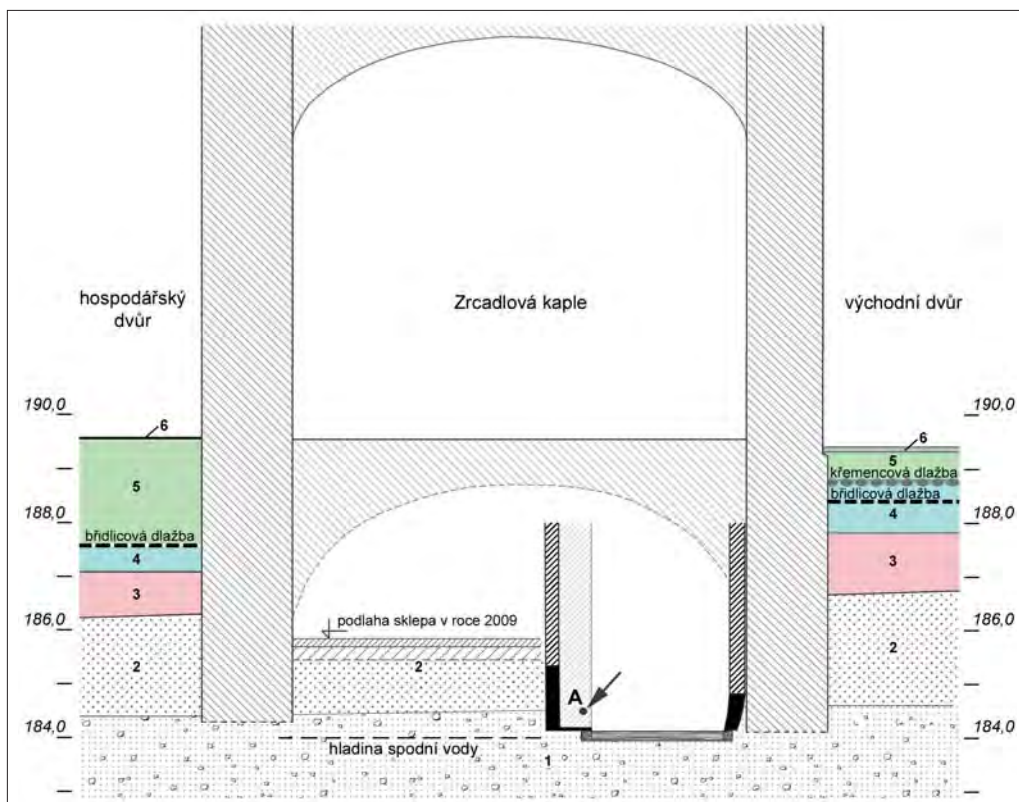 hospodářský
dvůr
Zrcadlová kaple
východní dvůr
190,0
190,0
6
6
5
křemencová dlažba
5
břidlicová dlažba
188,0
188,0
břidlicová dlažba
4
4
3
3
186,0
186,0
podlaha sklepa v roce 2009
2
2
2
A
184,0
184,0
hladina spodní vody
1